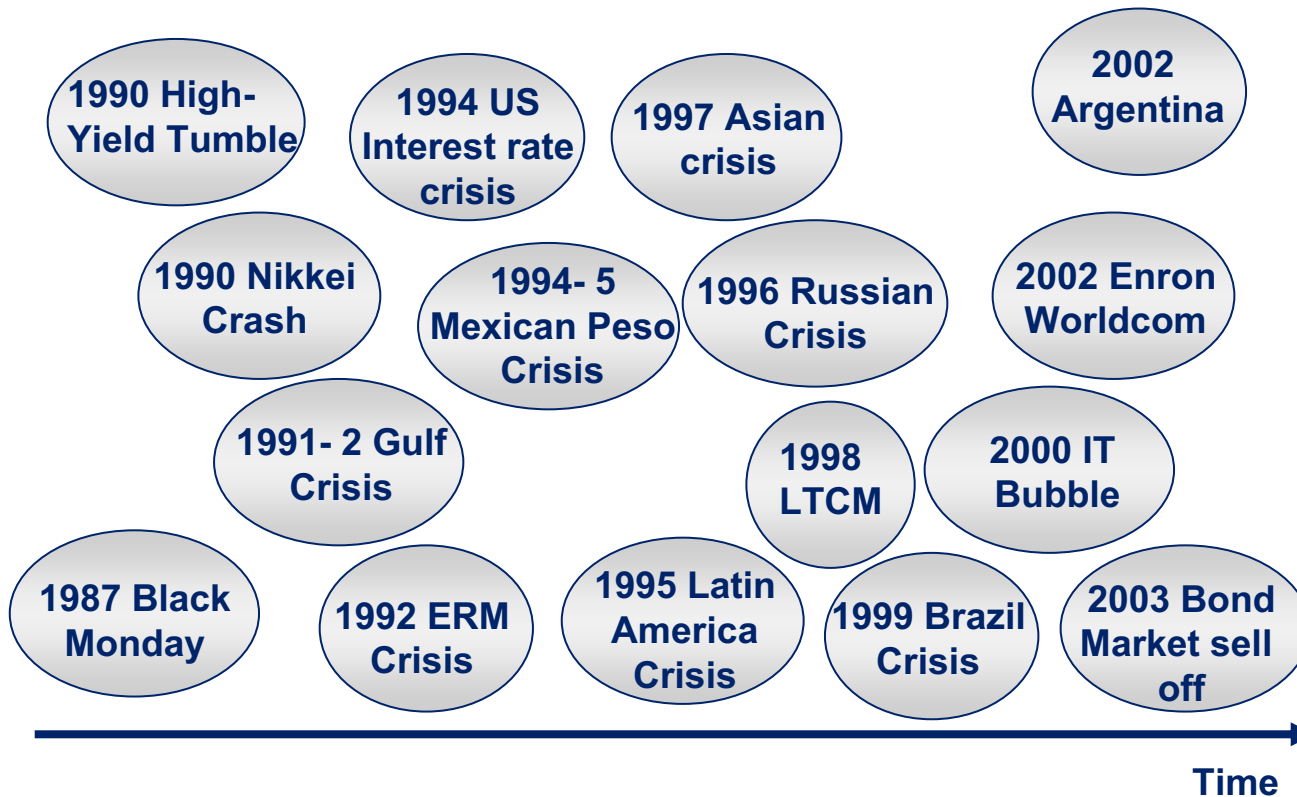 1990 High-
Yield Tumble
1994 US
Interest rate
crisis
1997 Asian
crisis
2002
Argentina
1990 Nikkei
Crash
1994- 5
Mexican Peso
Crisis
1996 Russian
Crisis
2002 Enron
Worldcom
1991- 2 Gulf
Crisis
1998
LTCM
2000 IT
Bubble
1987 Black
Monday
1992 ERM
Crisis
1995 Latin
America
Crisis
1999 Brazil
Crisis
2003 Bond
Market sell
off
Time